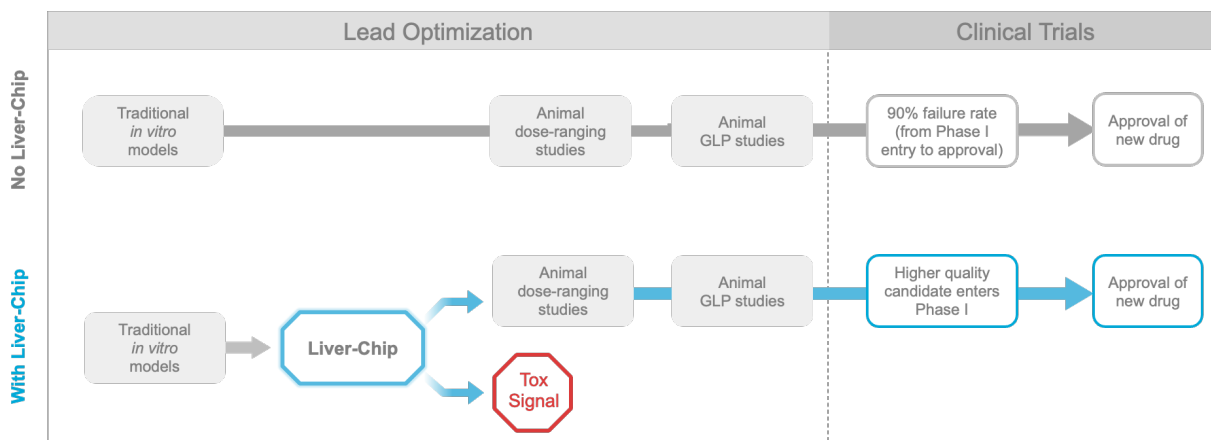 Lead Optimization
Clinical Trials
No Liver-Chip
Traditional
in vitro
models
Animal
dose-ranging
studies
Animal
GLP studies
90% failure rate
(from Phase I
entry to approval)
Approval of
new drug
With Liver-Chip
Traditional
in vitro
models
Liver-Chip
Animal
dose-ranging
studies
Animal
GLP studies
Higher quality
candidate enters
Phase I
Approval of
new drug
Tox
Signal